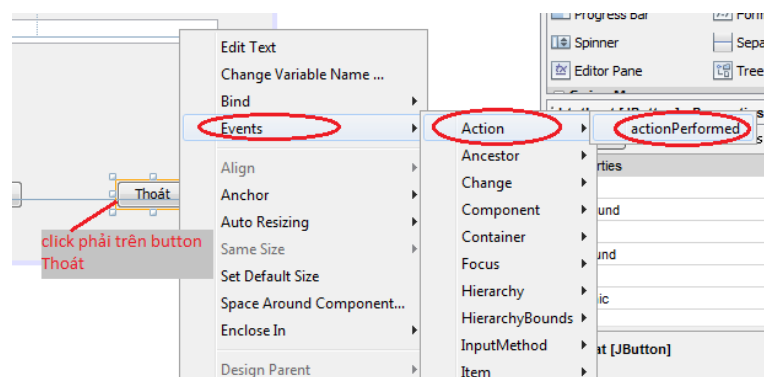 Progress Bar
Spinner
Editor Pane
Tree
Edit Text
Change Variable Name ...
Bind
Events
Align
Anchor
Auto Resizing
Same Size
Set Default Size
Space Around Component...
Enclose In
Design Parent
Action
Ancestor
Change
Component
Container
Focus
Hierarchy
HierarchyBounds
InputMethod
Item
actionPerformed
Thoát
click phải trên button
Thoát
[JButton]